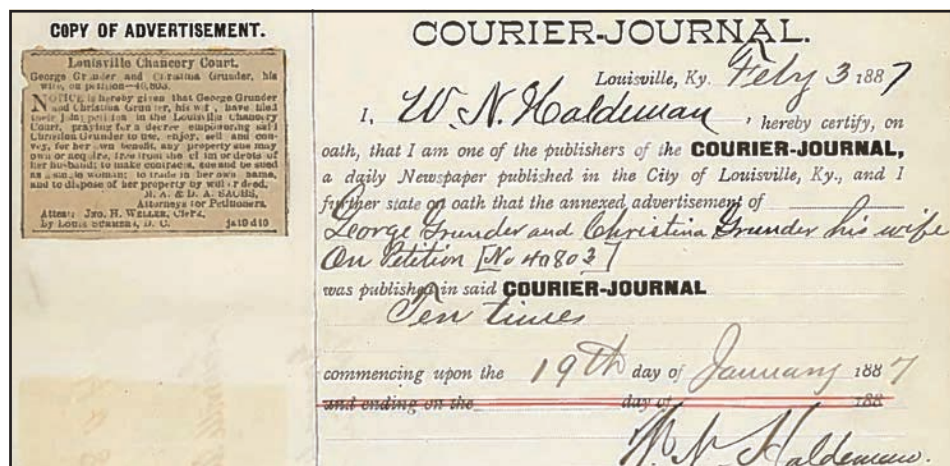 COPY OF ADVERTISEMENT.
Louisville Chancery Court.
George Grunder and Christina Grunder, his
wife, on petition—40,803.
NOTICE is hereby given that George Grunder
and Christina Grunder, his wife, have filed
their joint petition in the Louisville Chancery
Court, praying for a decree empowering said
Christina Grunder to use, enjoy, sell and con-
vey, for her own benefit, any property she may
own or acquire, free from the claim or debts of
her husband; to make contracts, sue and be sued
as a single woman; to trade in her own name,
and to dispose of her property by will or deed.
M. A. & D. A. SACHS,
Attorneys for Petitioners.
Attest: JNO. H. WELLER, Clerk,
by LOUIS SUMMERS, D. C. ja19d10
COURIER-JOURNAL.
Louisville, Ky. Feby 3 1887
I, W. N. Haldeman, hereby certify, on
oath, that I am one of the publishers of the COURIER-JOURNAL,
a daily Newspaper published in the City of Louisville, Ky., and I
further state on oath that the annexed advertisement of
George Grunder and Christina Grunder his wife
On Petition [No 40803]
was published in said COURIER-JOURNAL
Ten times
commencing upon the 19th day of January 1887
and ending on the day of 188
W. N. Haldeman.